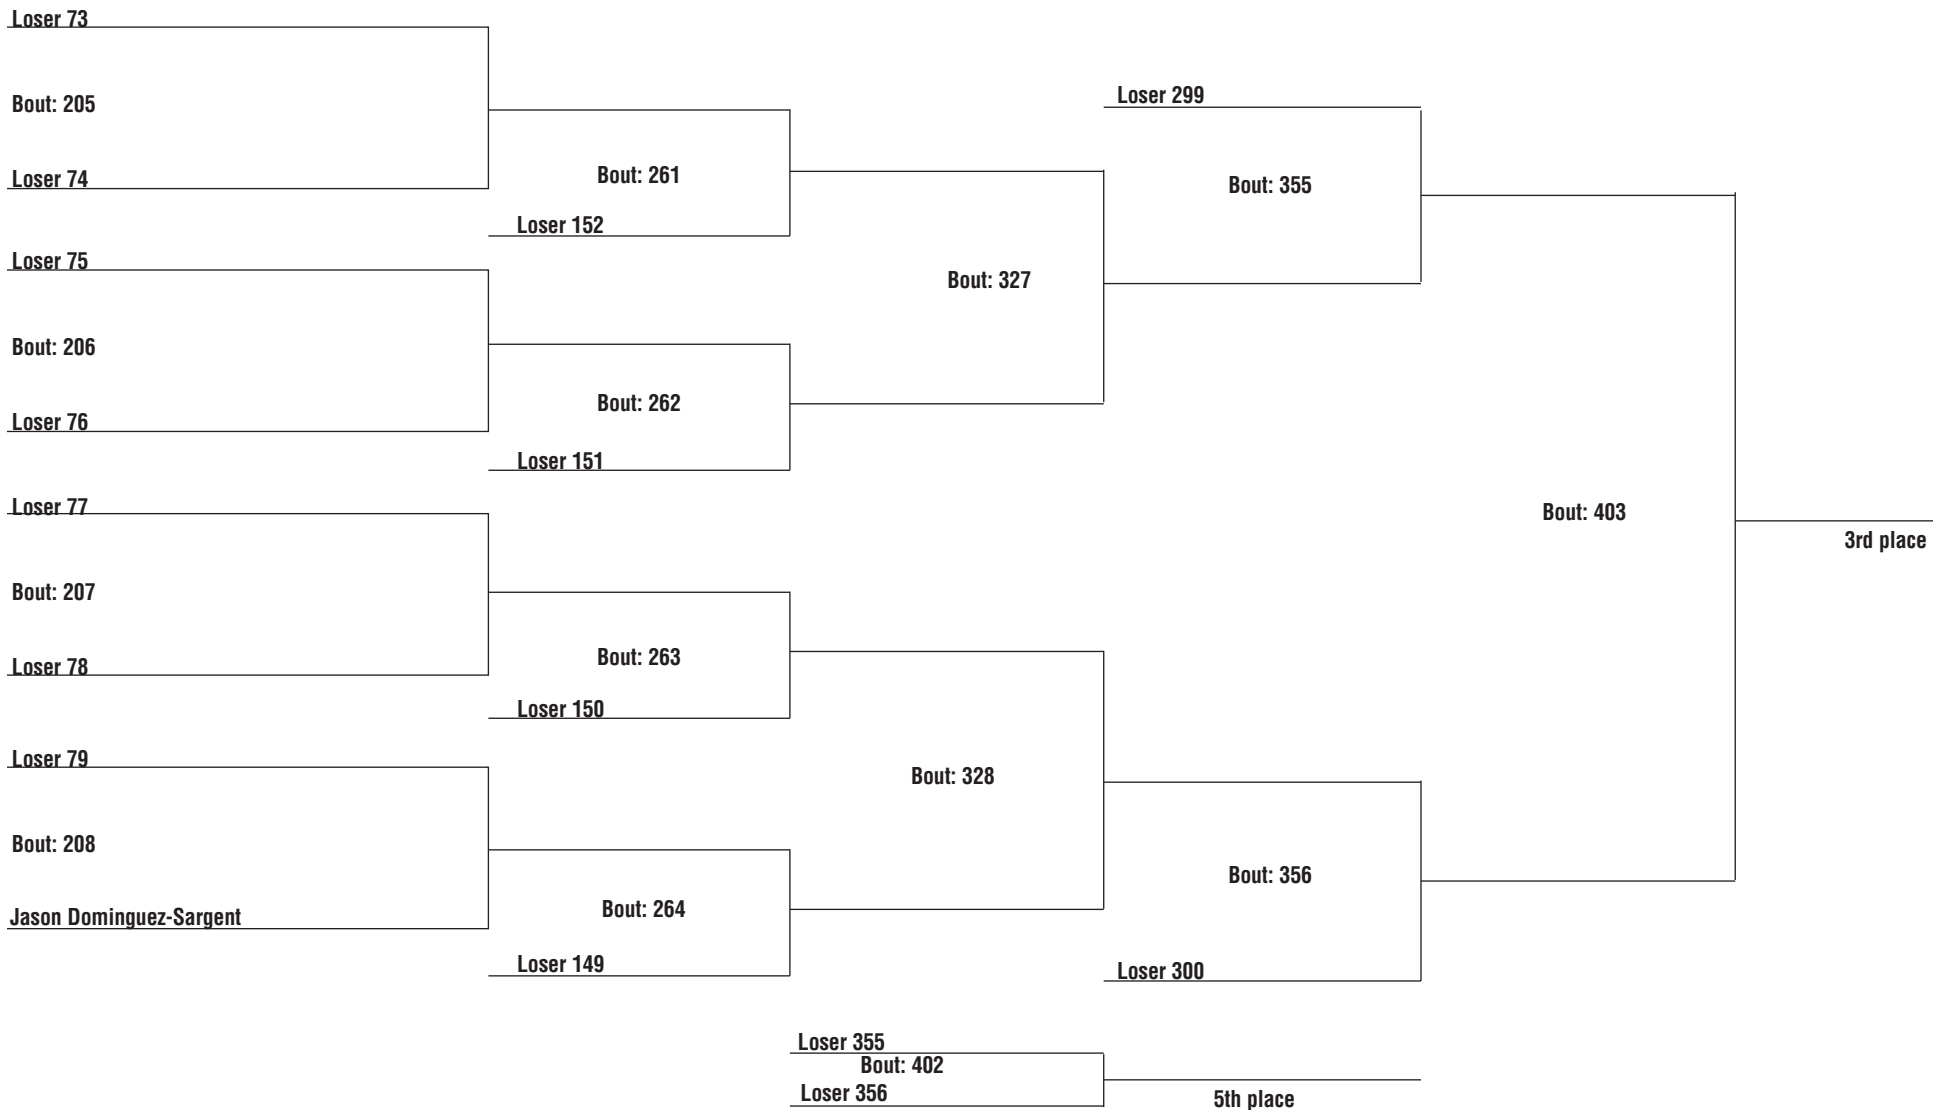 Loser 73
Bout: 205
Loser 74
Loser 75
Bout: 206
Loser 76
Loser 77
Bout: 207
Loser 78
Loser 79
Bout: 208
Jason Dominguez-Sargent
Bout: 261
Loser 152
Bout: 262
Loser 151
Bout: 263
Loser 150
Bout: 264
Loser 149
Bout: 327
Bout: 328
Loser 299
Bout: 355
Bout: 356
Loser 300
Bout: 403
3rd place
Loser 355
Bout: 402
Loser 356
5th place